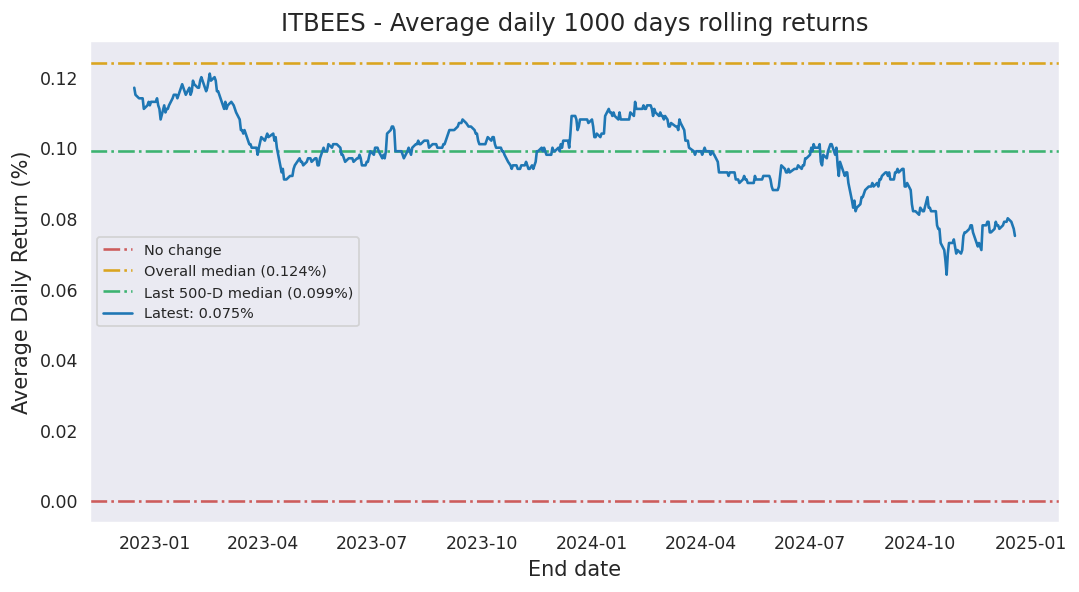 ITBEES - Average daily 1000 days rolling returns
Average Daily Return (%)
0.12
0.10
0.08
0.06
0.04
0.02
0.00
No change
Overall median (0.124%)
Last 500-D median (0.099%)
Latest: 0.075%
2023-01 2023-04 2023-07 2023-10 2024-01 2024-04 2024-07 2024-10 2025-01
End date